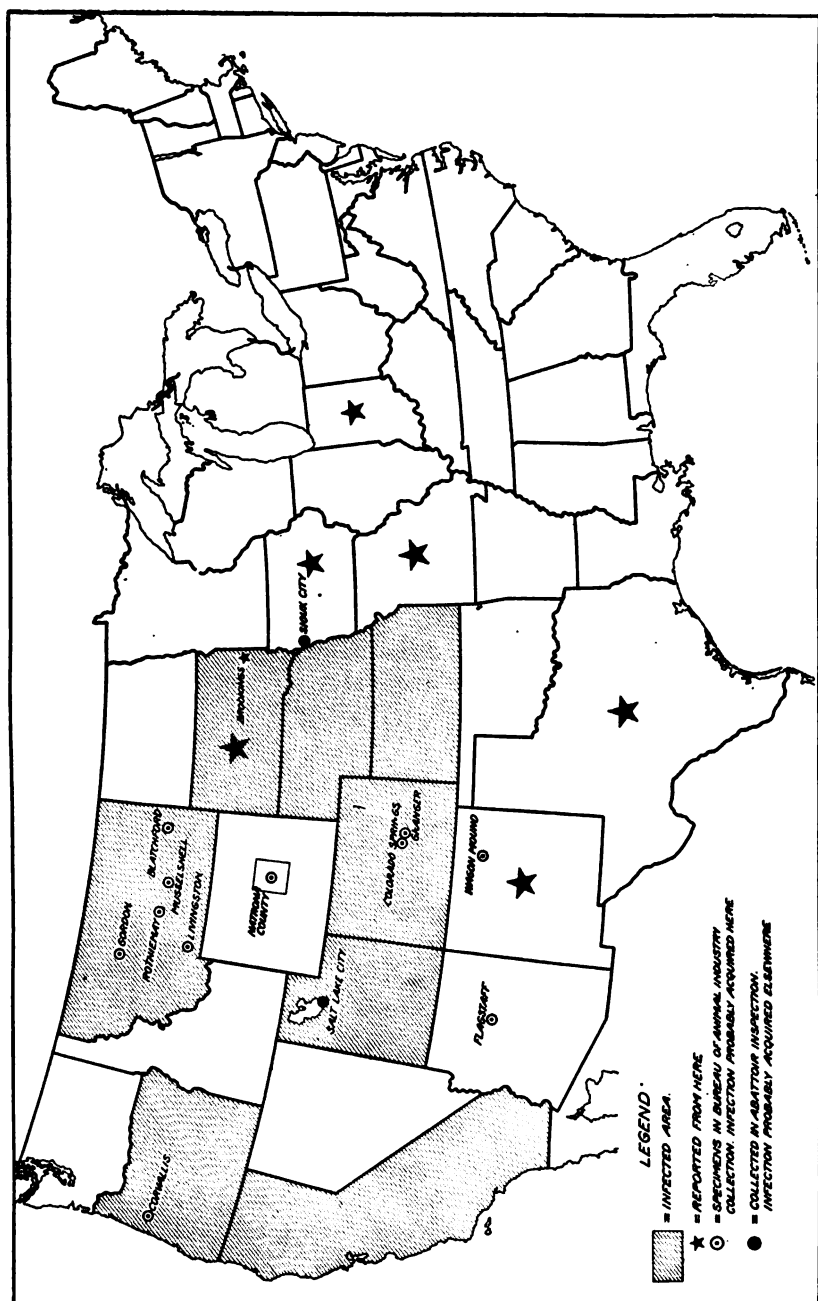 CORVALLIS
GORDON
ROTHIEMAY
BLATCHFORD
MUSSELSHELL
LIVINGSTON
NATRONA
COUNTY
BROOKINGS
SIOUX CITY
SALT LAKE CITY
COLORADO SPRINGS
GRANGER
FLAGSTAFF
WAGON MOUND
LEGEND
= INFECTED AREA.
= REPORTED FROM HERE
= SPECIMENS IN BUREAU OF ANIMAL INDUSTRY
COLLECTION. INFECTION PROBABLY ACQUIRED HERE
= COLLECTED IN ABATTOIR INSPECTION.
INFECTION PROBABLY ACQUIRED ELSEWHERE